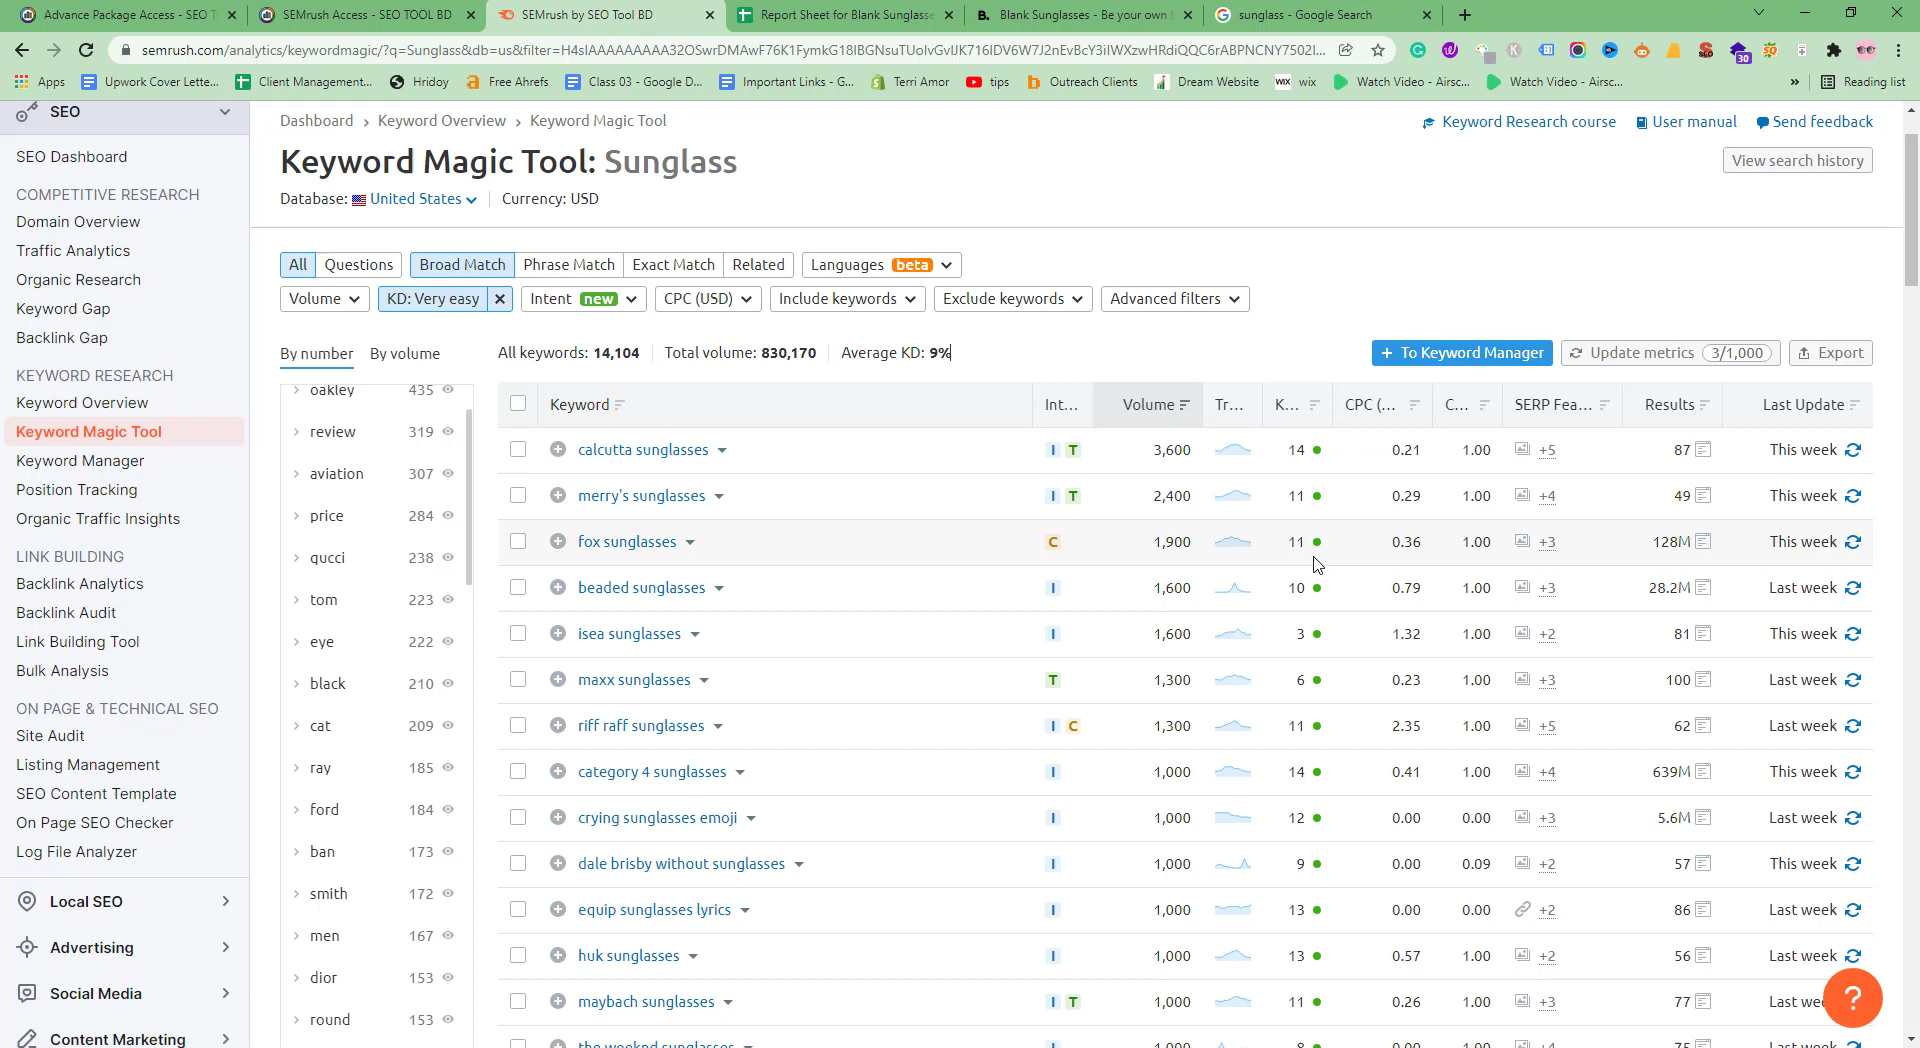 Advance Package Access - SEO T
SEMrush Access - SEO TOOL BD
SEMrush by SEO Tool BD
Report Sheet for Blank Sunglasse
Blank Sunglasses - Be your own
sunglass - Google Search
semrush.com/analytics/keywordmagic/?q=Sunglass&db=us&filter=H4sIAAAAAAAAA32OSwrDMAwF76K1FymkG18IBGNsuTUoIvGvIJK716IDV6W7J2nEvBcY3iIWXzwHRdiQQC6rABPNCNY7502I...
Apps
Upwork Cover Lette...
Client Management...
Hridoy
Free Ahrefs
Class 03 - Google D...
Important Links - G...
Terri Amor
tips
Outreach Clients
Dream Website
WIX wix
Watch Video - Airsc...
Watch Video - Airsc...
»
Reading list
30
SEO
SEO Dashboard
COMPETITIVE RESEARCH
Domain Overview
Traffic Analytics
Organic Research
Keyword Gap
Backlink Gap
KEYWORD RESEARCH
Keyword Overview
Keyword Magic Tool
Keyword Manager
Position Tracking
Organic Traffic Insights
LINK BUILDING
Backlink Analytics
Backlink Audit
Link Building Tool
Bulk Analysis
ON PAGE & TECHNICAL SEO
Site Audit
Listing Management
SEO Content Template
On Page SEO Checker
Log File Analyzer
Local SEO
Advertising
Social Media
Content Marketing
Dashboard › Keyword Overview › Keyword Magic Tool
Keyword Research course
User manual
Send feedback
Keyword Magic Tool: Sunglass
View search history
Database: United States
Currency: USD
All Questions Broad Match Phrase Match Exact Match Related Languages beta
Volume KD: Very easy × Intent new CPC (USD) Include keywords Exclude keywords Advanced filters
By number By volume
All keywords: 14,104 Total volume: 830,170 Average KD: 9%
+ To Keyword Manager Update metrics 3/1,000 Export
oakley 435
review 319
aviation 307
price 284
gucci 238
tom 223
eye 222
black 210
cat 209
ray 185
ford 184
ban 173
smith 172
men 167
dior 153
round 153
Keyword Int... Volume Tr... K... CPC (... C... SERP Fea... Results Last Update
calcutta sunglasses I T 3,600 14 0.21 1.00 +5 87 This week
merry's sunglasses I T 2,400 11 0.29 1.00 +4 49 This week
fox sunglasses C 1,900 11 0.36 1.00 +3 128M This week
beaded sunglasses I 1,600 10 0.79 1.00 +3 28.2M Last week
isea sunglasses I 1,600 3 1.32 1.00 +2 81 This week
maxx sunglasses T 1,300 6 0.23 1.00 +3 100 Last week
riff raff sunglasses I C 1,300 11 2.35 1.00 +5 62 This week
category 4 sunglasses I 1,000 14 0.41 1.00 +4 639M This week
crying sunglasses emoji I 1,000 12 0.00 0.00 +3 5.6M Last week
dale brisby without sunglasses I 1,000 9 0.00 0.09 +2 57 This week
equip sunglasses lyrics I 1,000 13 0.00 0.00 +2 86 Last week
huk sunglasses I 1,000 13 0.57 1.00 +2 56 Last week
maybach sunglasses I T 1,000 11 0.26 1.00 +3 77 Last wee
the weeknd sunglasses I 1,000 8 0.00 0.00 +4 75 Last week
?